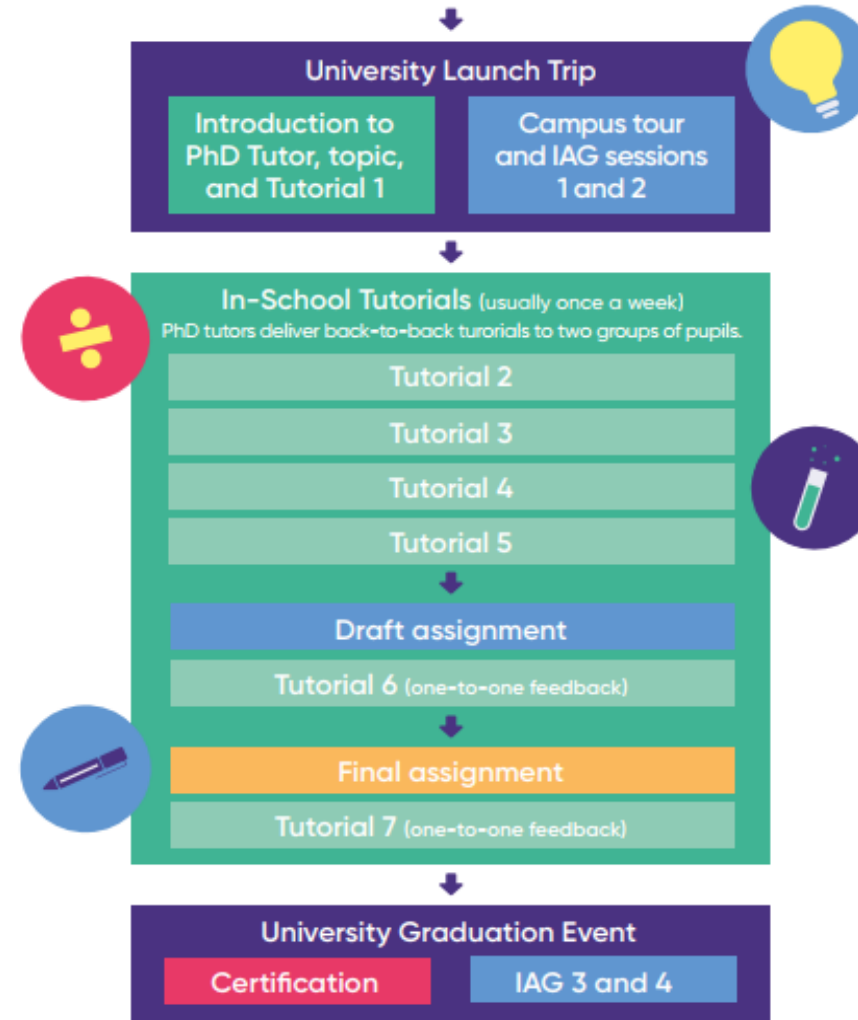 University Launch Trip
Introduction to
PhD Tutor, topic,
and Tutorial 1
Campus tour
and IAG sessions
1 and 2
In-School Tutorials (usually once a week)
PhD tutors deliver back-to-back turorials to two groups of pupils.
Tutorial 2
Tutorial 3
Tutorial 4
Tutorial 5
Draft assignment
Tutorial 6 (one-to-one feedback)
Final assignment
Tutorial 7 (one-to-one feedback)
University Graduation Event
Certification
IAG 3 and 4